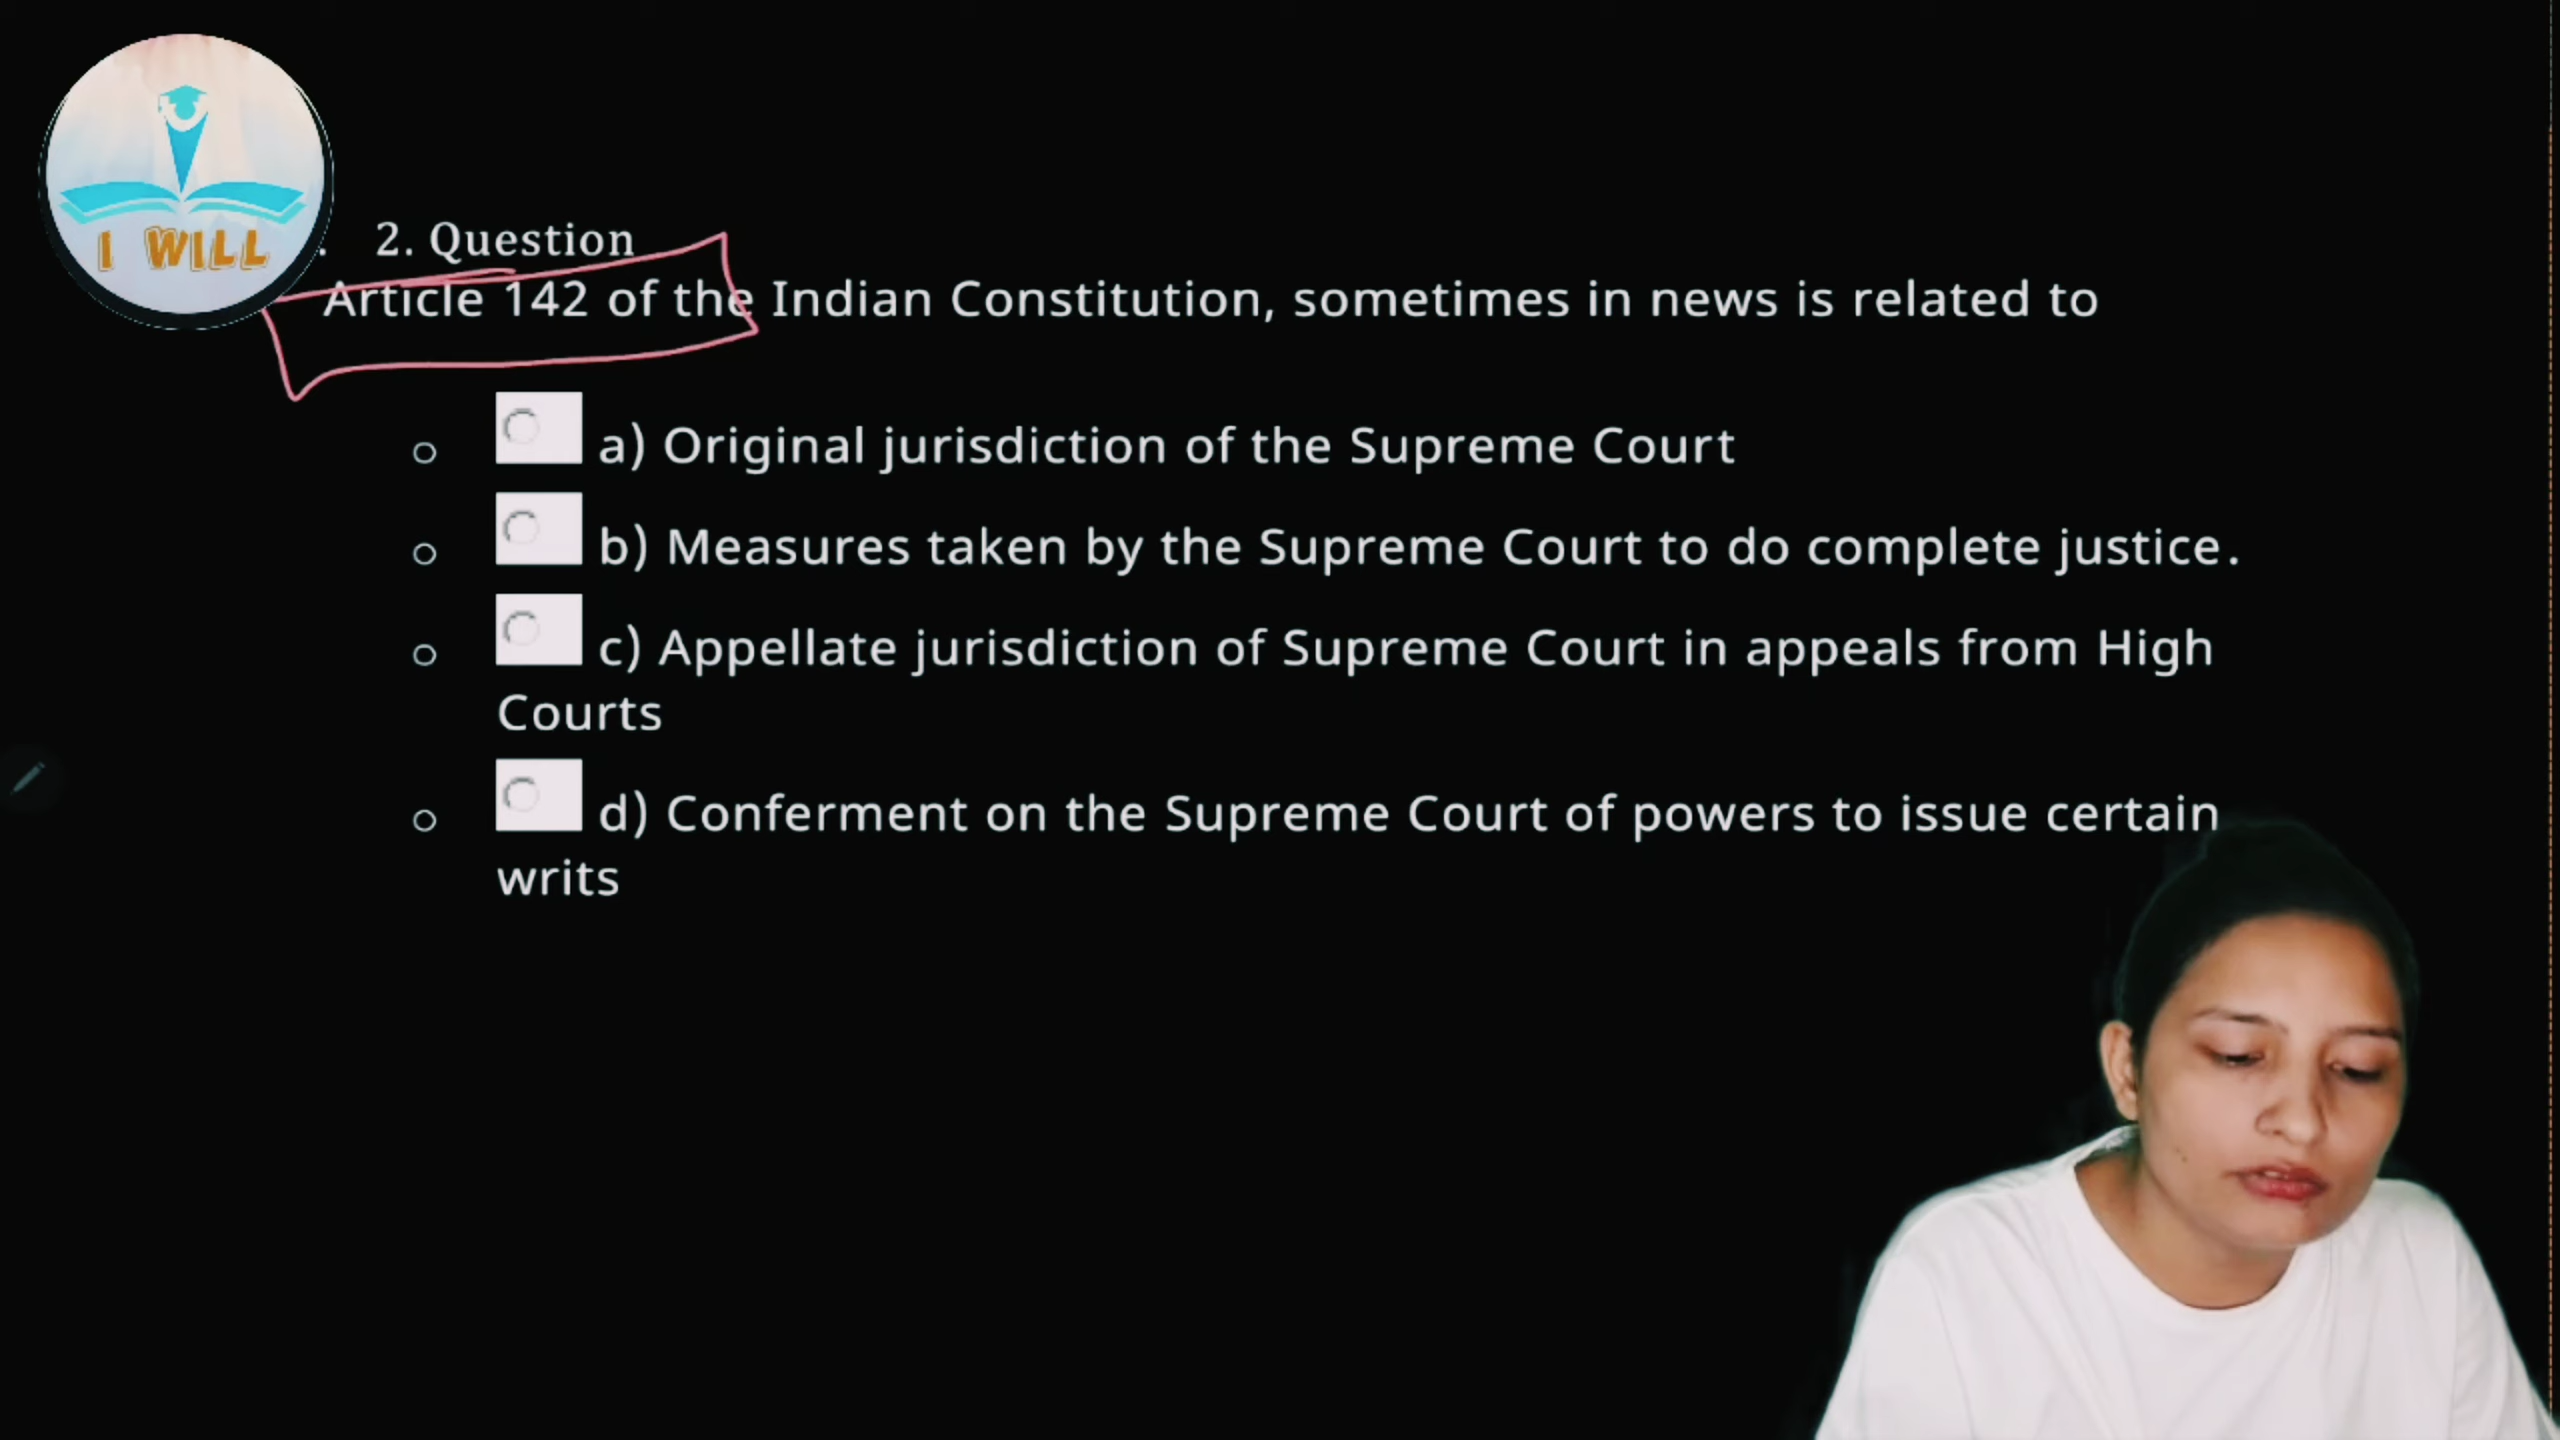 I WILL
. 2. Question
Article 142 of the Indian Constitution, sometimes in news is related to
a) Original jurisdiction of the Supreme Court
b) Measures taken by the Supreme Court to do complete justice.
c) Appellate jurisdiction of Supreme Court in appeals from High
Courts
d) Conferment on the Supreme Court of powers to issue certain
writs